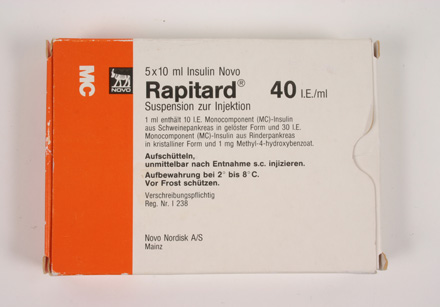 MC
NOVO
5x10 ml Insulin Novo
Rapitard® 40 I.E./ml
Suspension zur Injektion
1 ml enthält 10 I.E. Monocomponent (MC)-Insulin
aus Schweinepankreas in gelöster Form und 30 I.E.
Monocomponent (MC)-Insulin aus Rinderpankreas
in kristalliner Form und 1 mg Methyl-4-hydroxybenzoat.
Aufschütteln,
unmittelbar nach Entnahme s.c. injizieren.
Aufbewahrung bei 2° bis 8°C.
Vor Frost schützen.
Verschreibungspflichtig
Reg. Nr. I 238
Novo Nordisk A/S
Mainz